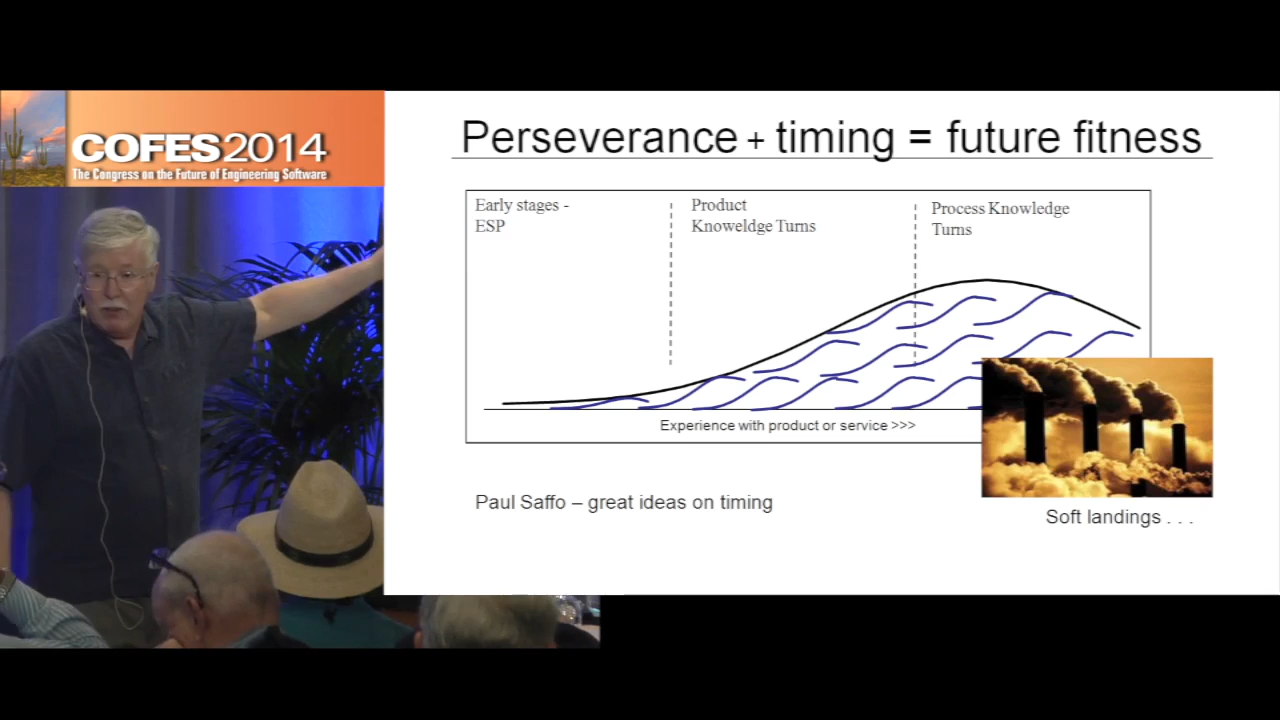 COFES2014
The Congress on the Future of Engineering Software
Perseverance + timing = future fitness
Early stages -
ESP
Product
Knoweldge Turns
Process Knowledge
Turns
Experience with product or service >>>
Paul Saffo – great ideas on timing
Soft landings . . .